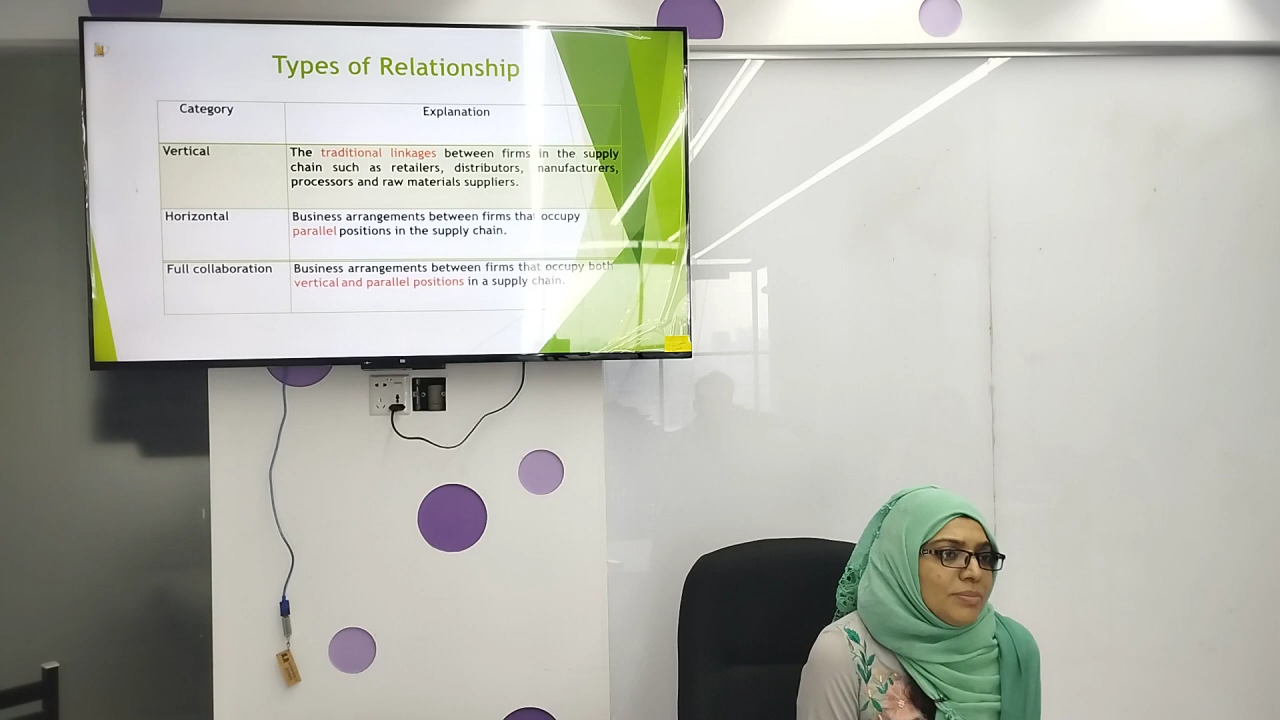 Types of Relationship
Category
Explanation
Vertical
The traditional linkages between firms in the supply
chain such as retailers, distributors, manufacturers,
processors and raw materials suppliers.
Horizontal
Business arrangements between firms that occupy
parallel positions in the supply chain.
Full collaboration
Business arrangements between firms that occupy both
vertical and parallel positions in a supply chain.